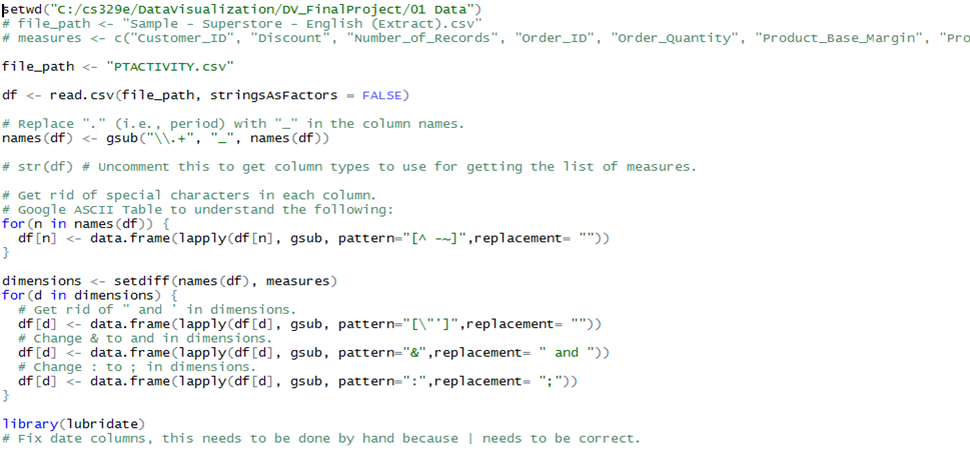 setwd("C:/cs329e/DataVisualization/DV_FinalProject/01 Data")
# file_path <- "Sample - Superstore - English (Extract).csv"
# measures <- c("Customer_ID", "Discount", "Number_of_Records", "Order_ID", "Order_Quantity", "Product_Base_Margin", "Pro
file_path <- "PTACTIVITY.csv"
df <- read.csv(file_path, stringsAsFactors = FALSE)
# Replace "." (i.e., period) with "_" in the column names.
names(df) <- gsub("\\.+", "_", names(df))
# str(df) # Uncomment this to get column types to use for getting the list of measures.
# Get rid of special characters in each column.
# Google ASCII Table to understand the following:
for(n in names(df)) {
  df[n] <- data.frame(lapply(df[n], gsub, pattern="[^ -~]",replacement= ""))
}
dimensions <- setdiff(names(df), measures)
for(d in dimensions) {
  # Get rid of " and ' in dimensions.
  df[d] <- data.frame(lapply(df[d], gsub, pattern="[\"']",replacement= ""))
  # Change & to and in dimensions.
  df[d] <- data.frame(lapply(df[d], gsub, pattern="&",replacement= " and "))
  # Change : to ; in dimensions.
  df[d] <- data.frame(lapply(df[d], gsub, pattern=":",replacement= ";"))
}
library(lubridate)
# Fix date columns, this needs to be done by hand because | needs to be correct.